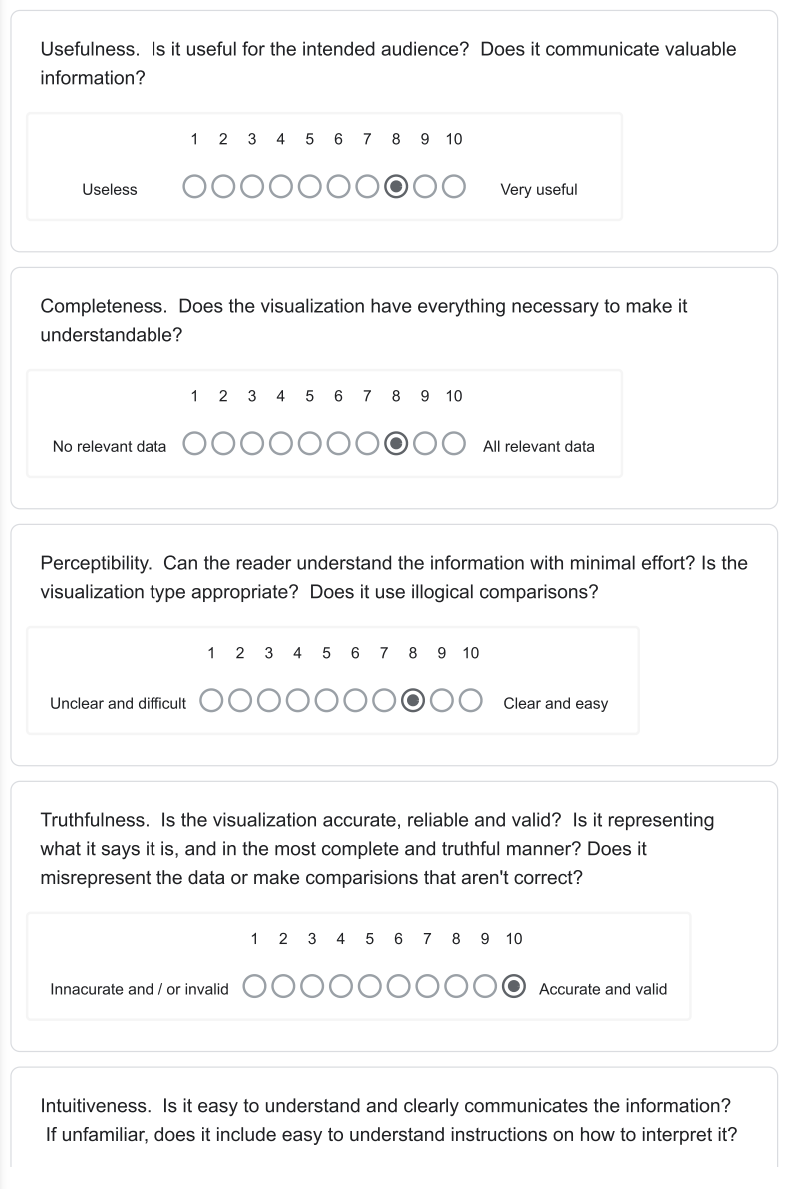 Usefulness.  Is it useful for the intended audience?  Does it communicate valuable
information?
1 2 3 4 5 6 7 8 9 10
Useless
Very useful
Completeness.  Does the visualization have everything necessary to make it
understandable?
1 2 3 4 5 6 7 8 9 10
No relevant data
All relevant data
Perceptibility.  Can the reader understand the information with minimal effort? Is the
visualization type appropriate?  Does it use illogical comparisons?
1 2 3 4 5 6 7 8 9 10
Unclear and difficult
Clear and easy
Truthfulness.  Is the visualization accurate, reliable and valid?  Is it representing
what it says it is, and in the most complete and truthful manner? Does it
misrepresent the data or make comparisions that aren't correct?
1 2 3 4 5 6 7 8 9 10
Innacurate and / or invalid
Accurate and valid
Intuitiveness.  Is it easy to understand and clearly communicates the information?
If unfamiliar, does it include easy to understand instructions on how to interpret it?